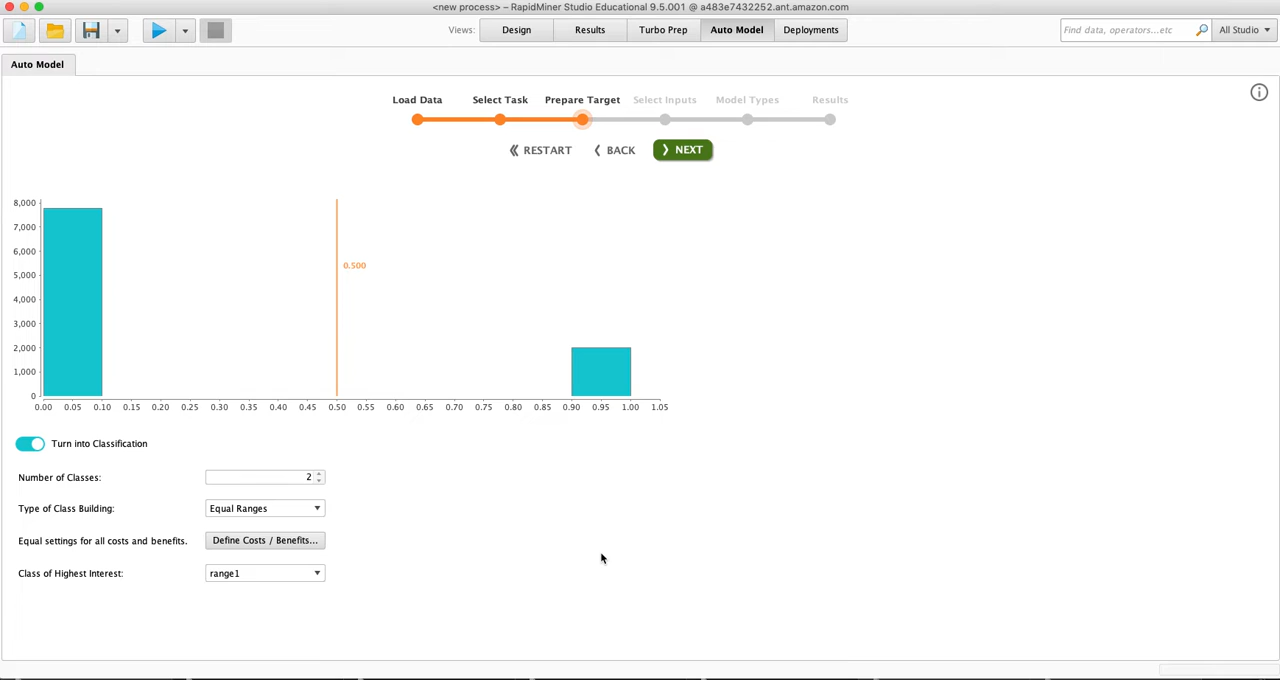 <new process> – RapidMiner Studio Educational 9.5.001 @ a483e7432252.ant.amazon.com
Views: Design Results Turbo Prep Auto Model Deployments Find data, operators...etc All Studio
Auto Model
Load Data Select Task Prepare Target Select Inputs Model Types Results
RESTART BACK NEXT
8,000
7,000
6,000
5,000
4,000
3,000
2,000
1,000
0
0.500
0.00 0.05 0.10 0.15 0.20 0.25 0.30 0.35 0.40 0.45 0.50 0.55 0.60 0.65 0.70 0.75 0.80 0.85 0.90 0.95 1.00 1.05
Turn into Classification
Number of Classes: 2
Type of Class Building: Equal Ranges
Equal settings for all costs and benefits. Define Costs / Benefits...
Class of Highest Interest: range1